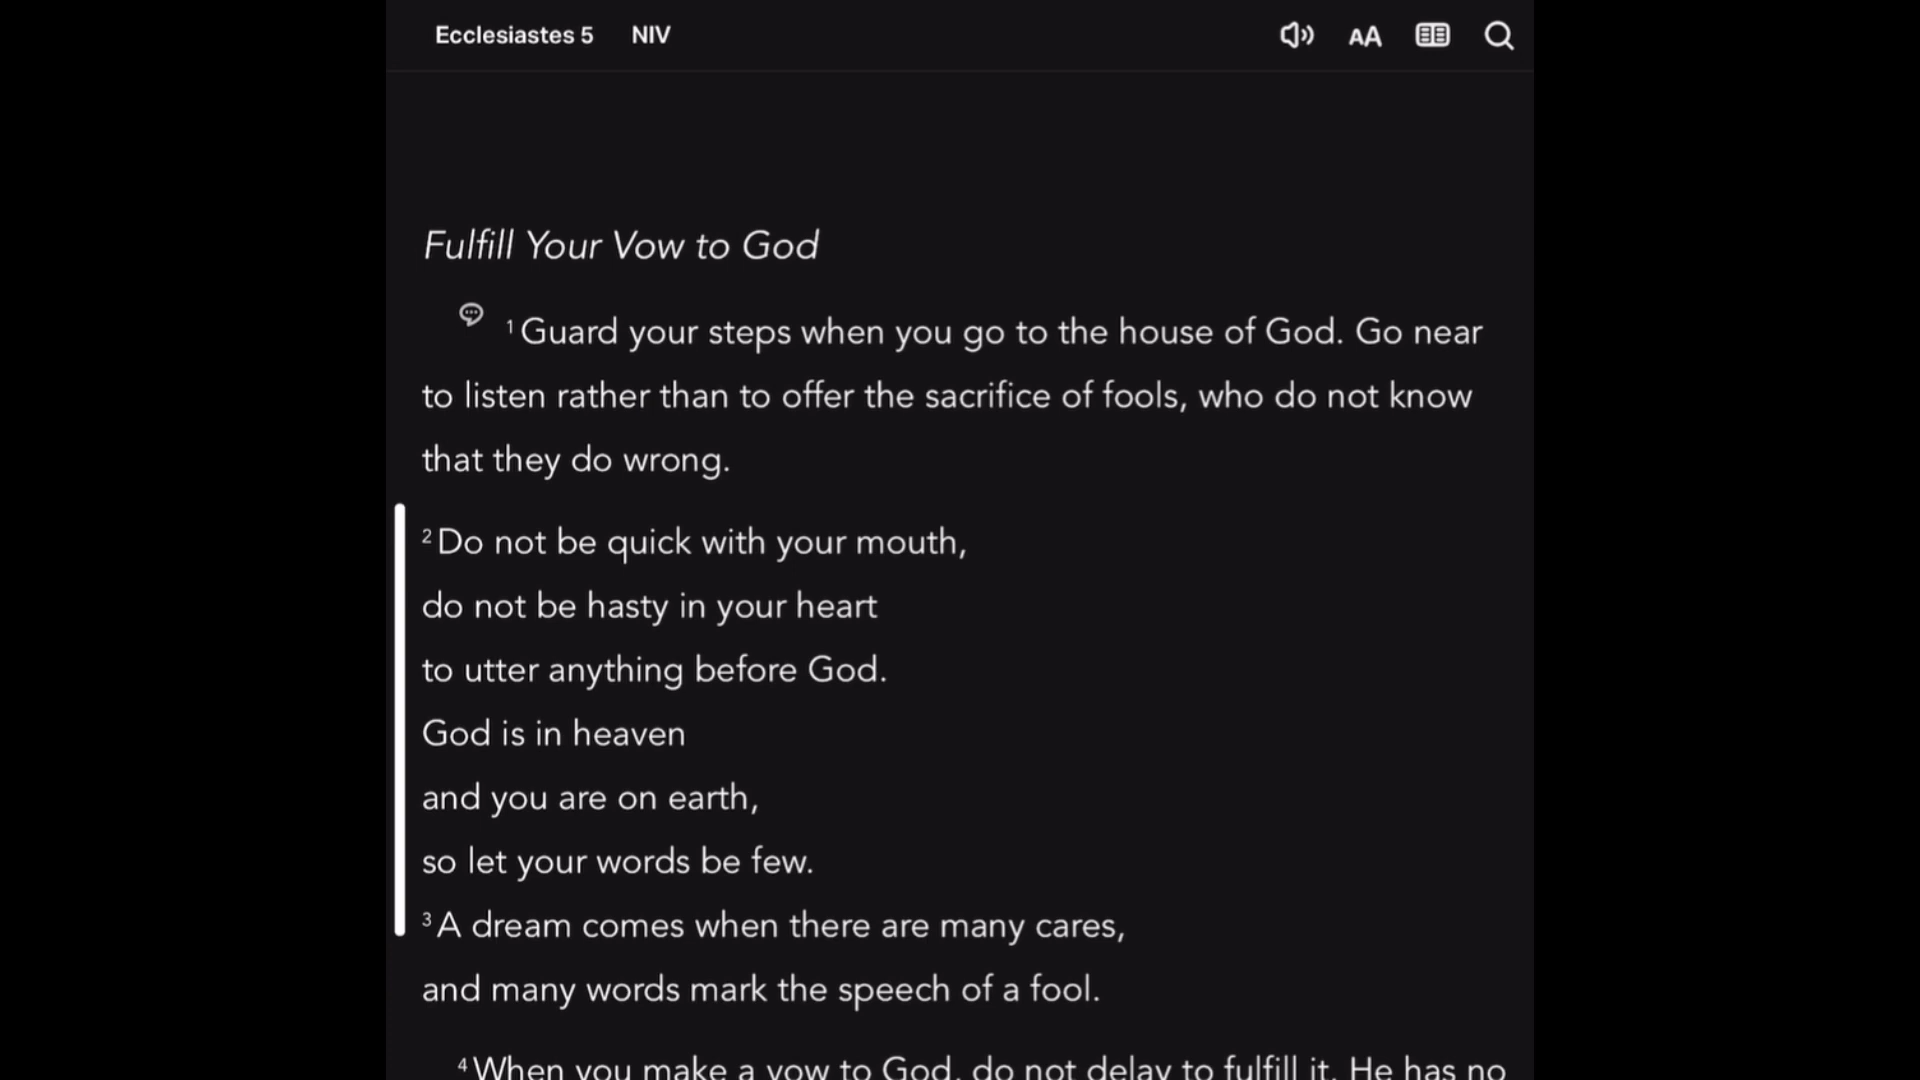 Ecclesiastes 5 NIV AA
Fulfill Your Vow to God
1 Guard your steps when you go to the house of God. Go near
to listen rather than to offer the sacrifice of fools, who do not know
that they do wrong.
2 Do not be quick with your mouth,
do not be hasty in your heart
to utter anything before God.
God is in heaven
and you are on earth,
so let your words be few.
3 A dream comes when there are many cares,
and many words mark the speech of a fool.
4 When you make a vow to God, do not delay to fulfill it. He has no